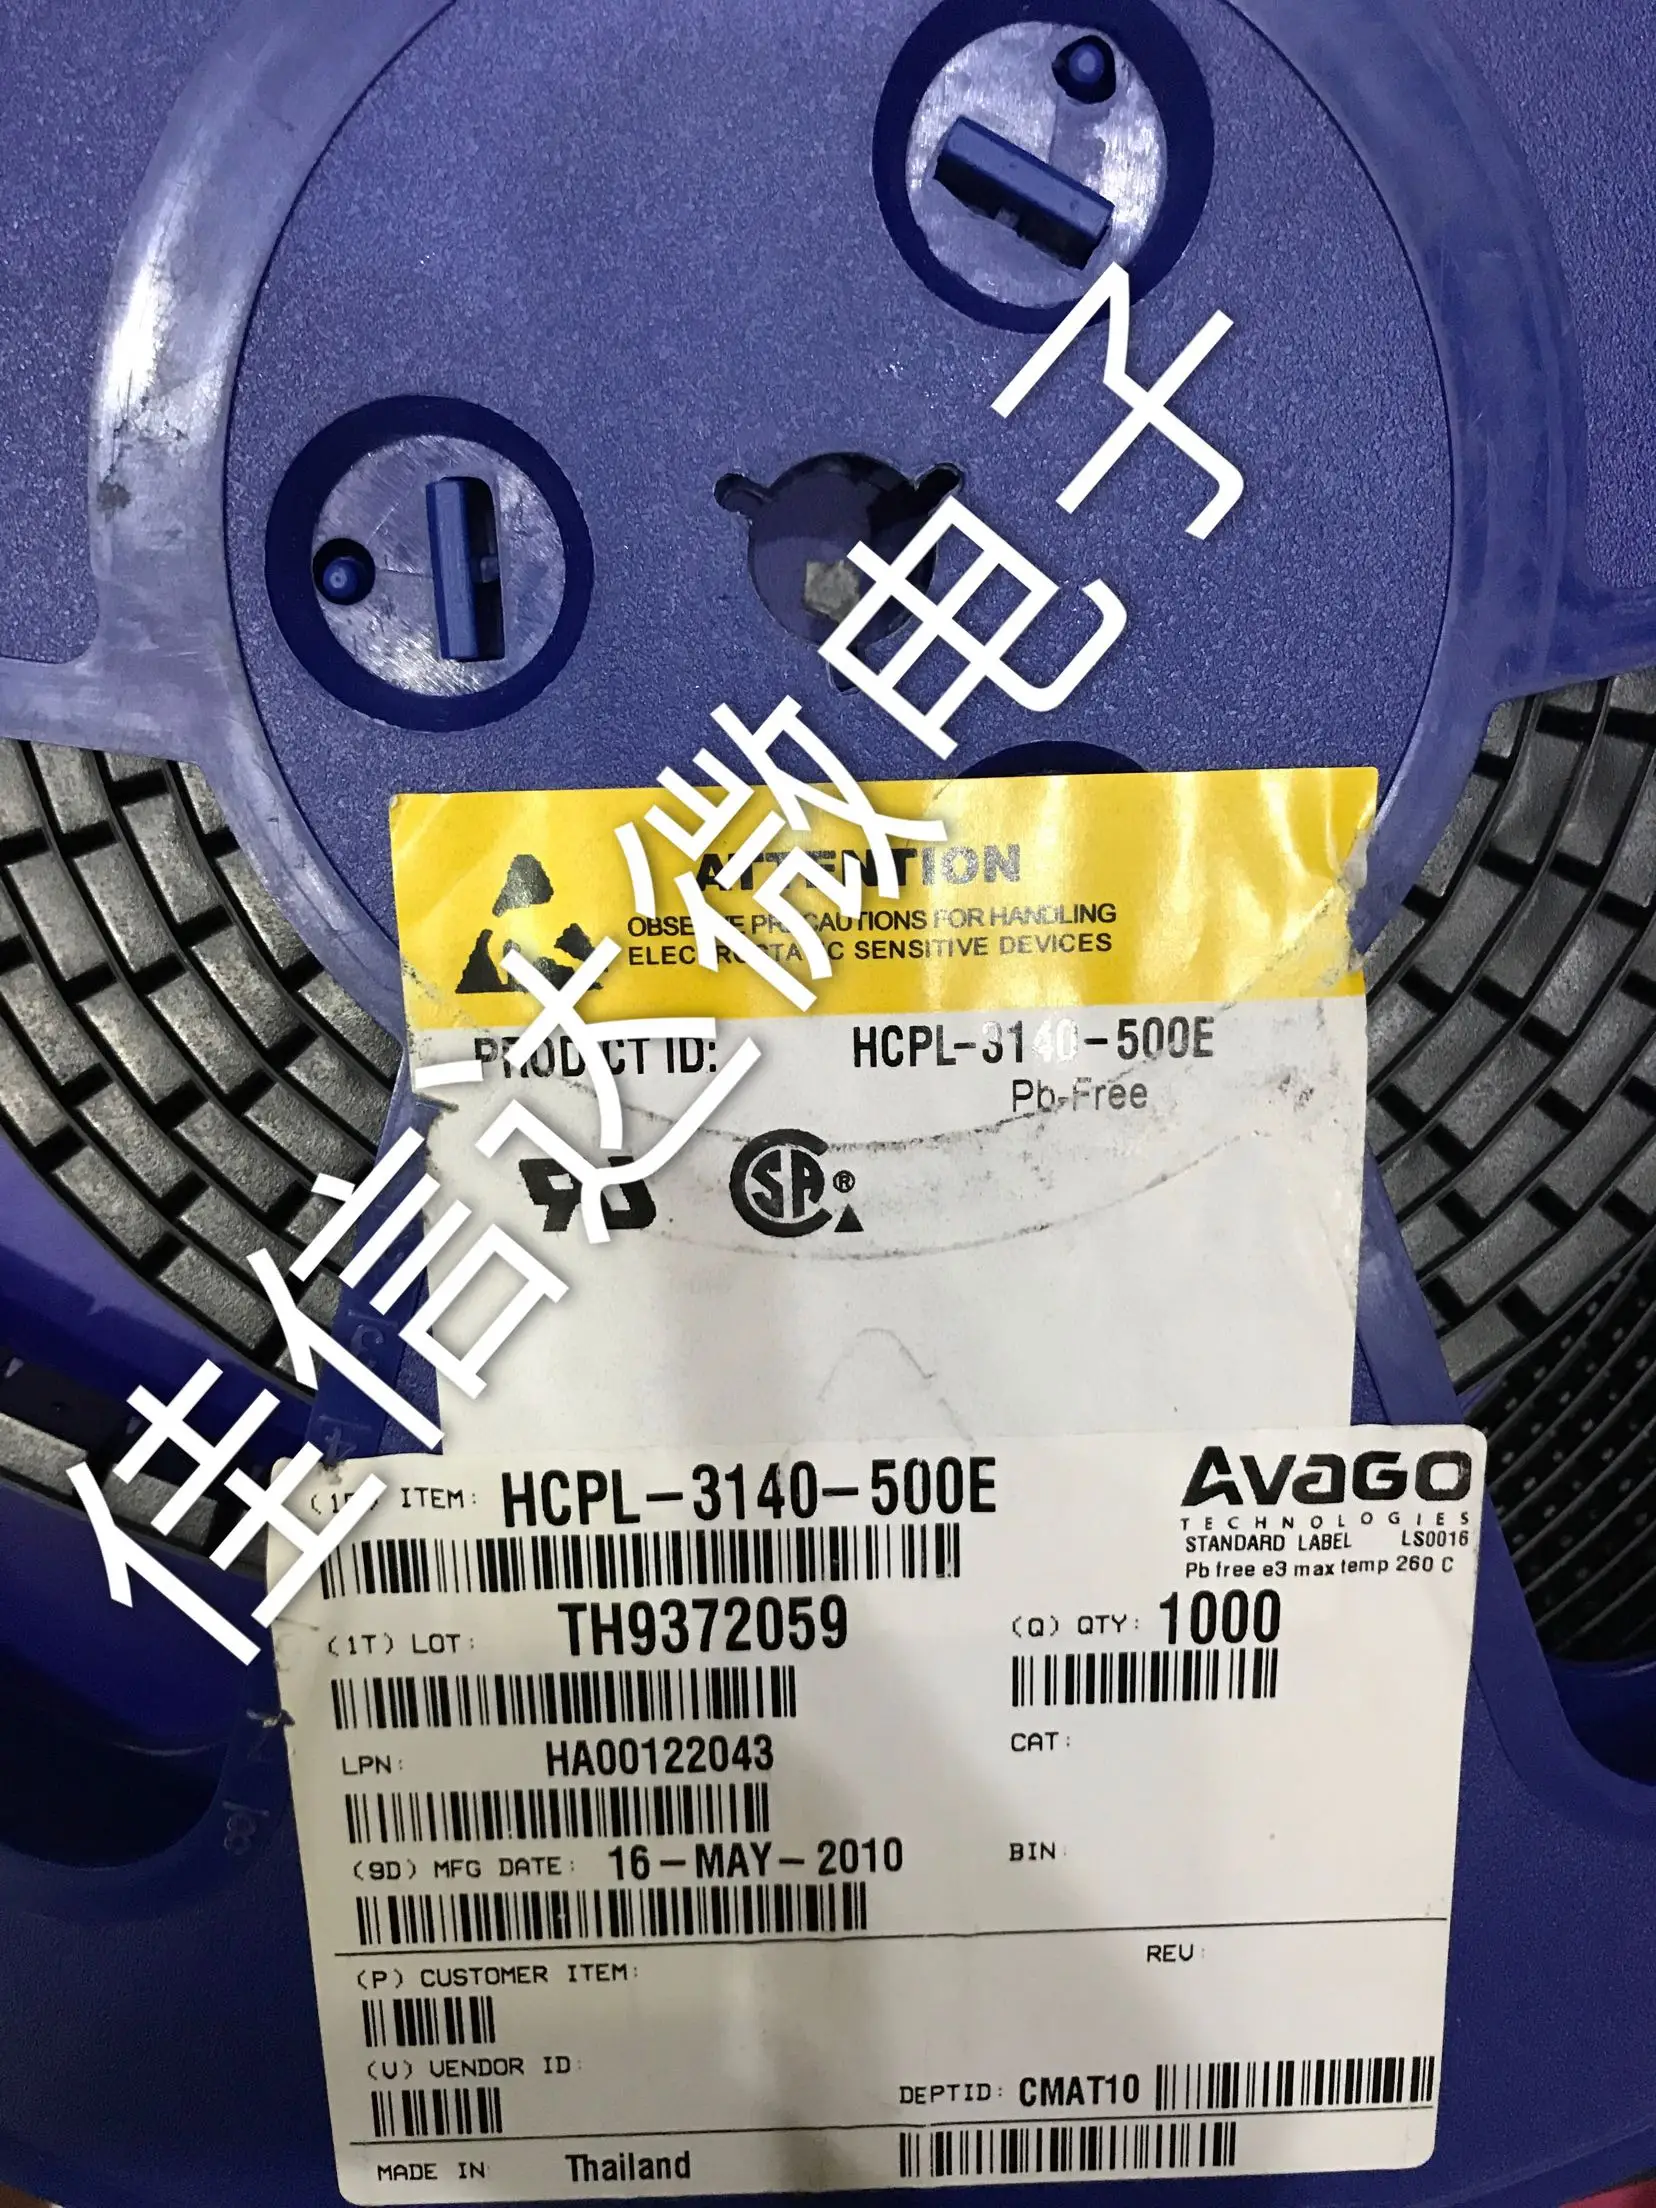 佳信达微电子
ATTENTION
OBSERVE PRECAUTIONS FOR HANDLING
ELECTROSTATIC SENSITIVE DEVICES
PRODUCT ID: HCPL-3140-500E
Pb-Free
SA ®
(1P) ITEM: HCPL-3140-500E
AVAGO
TECHNOLOGIES
STANDARD LABEL LS0016
Pb free e3 max temp 260 C
(1T) LOT: TH9372059
(Q) QTY: 1000
LPN: HA00122043
CAT:
(9D) MFG DATE: 16-MAY-2010
BIN:
REV:
(P) CUSTOMER ITEM:
(V) VENDOR ID:
DEPTID: CMAT10
MADE IN Thailand